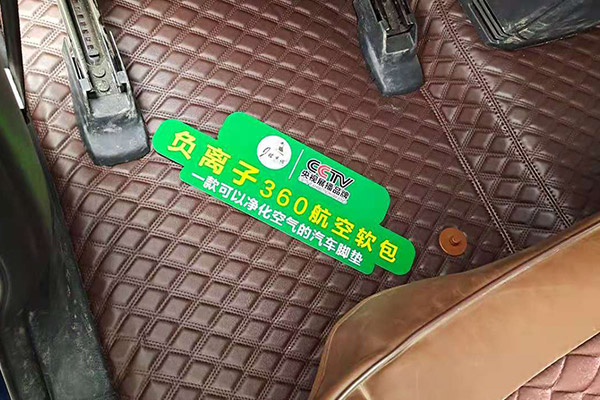 CCTV
央视展播品牌
负离子360航空软包
一款可以净化空气的汽车脚垫